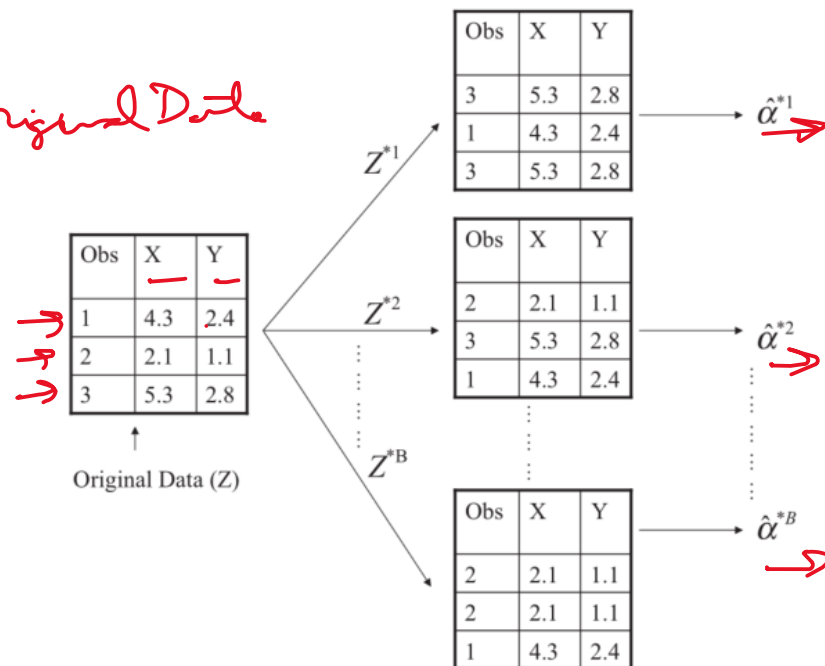 Original Data
Obs X Y
1 4.3 2.4
2 2.1 1.1
3 5.3 2.8
Original Data (Z)
Z*1
Obs X Y
3 5.3 2.8
1 4.3 2.4
3 5.3 2.8
α̂*1
Z*2
Obs X Y
2 2.1 1.1
3 5.3 2.8
1 4.3 2.4
α̂*2
Z*B
Obs X Y
2 2.1 1.1
2 2.1 1.1
1 4.3 2.4
α̂*B